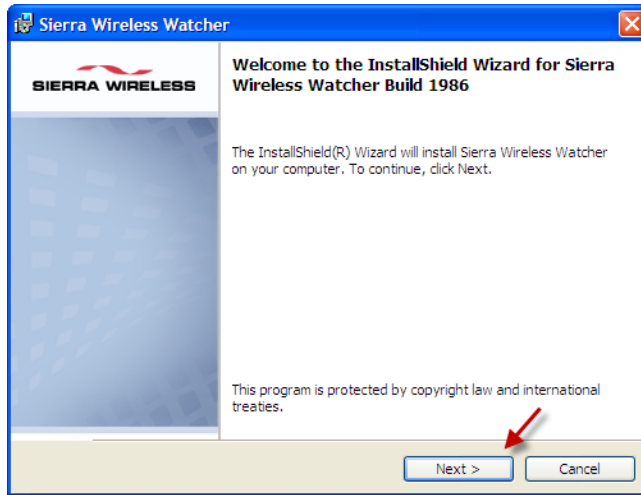 Sierra Wireless Watcher
SIERRA WIRELESS
Welcome to the InstallShield Wizard for Sierra
Wireless Watcher Build 1986
The InstallShield(R) Wizard will install Sierra Wireless Watcher
on your computer. To continue, click Next.
This program is protected by copyright law and international
treaties.
Next >
Cancel